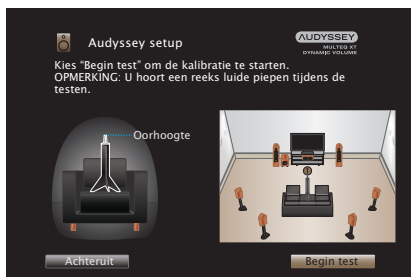 Audyssey setup
AUDYSSEY
MULTEQ XT
DYNAMIC VOLUME
Kies “Begin test” om de kalibratie te starten.
OPMERKING: U hoort een reeks luide piepen tijdens de
testen.
Oorhoogte
Achteruit
Begin test